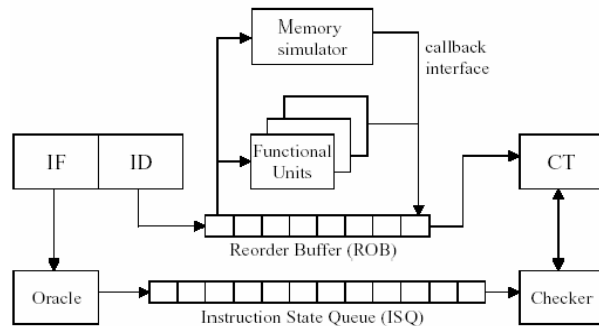 Memory
simulator
callback
interface
Functional
Units
IF
ID
CT
Reorder Buffer (ROB)
Oracle
Checker
Instruction State Queue (ISQ)